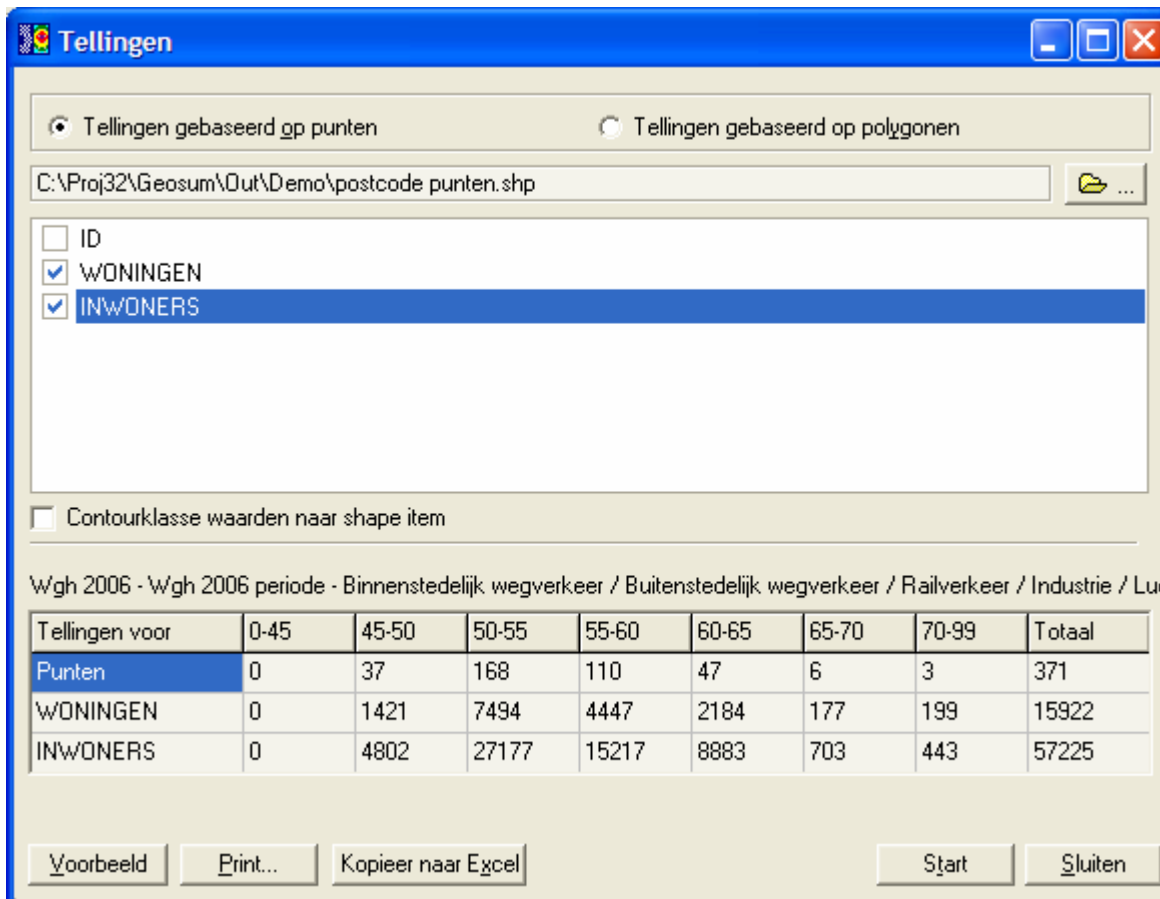 Tellingen
Tellingen gebaseerd op punten Tellingen gebaseerd op polygonen
C:\Proj32\Geosum\Out\Demo\postcode punten.shp ...
ID
WONINGEN
INWONERS
Contourklasse waarden naar shape item
Wgh 2006 - Wgh 2006 periode - Binnenstedelijk wegverkeer / Buitenstedelijk wegverkeer / Railverkeer / Industrie /
Tellingen voor 0-45 45-50 50-55 55-60 60-65 65-70 70-99 Totaal
Punten 0 37 168 110 47 6 3 371
WONINGEN 0 1421 7494 4447 2184 177 199 15922
INWONERS 0 4802 27177 15217 8883 703 443 57225
Voorbeeld Print... Kopieer naar Excel Start Sluiten